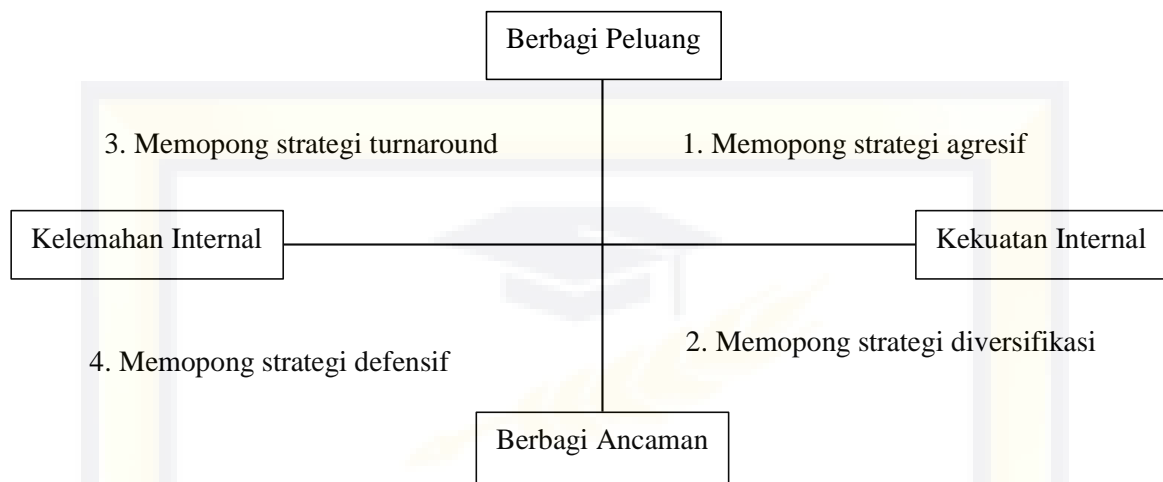 Berbagi Peluang
3. Memopong strategi turnaround
1. Memopong strategi agresif
Kelemahan Internal
Kekuatan Internal
4. Memopong strategi defensif
2. Memopong strategi diversifikasi
Berbagi Ancaman